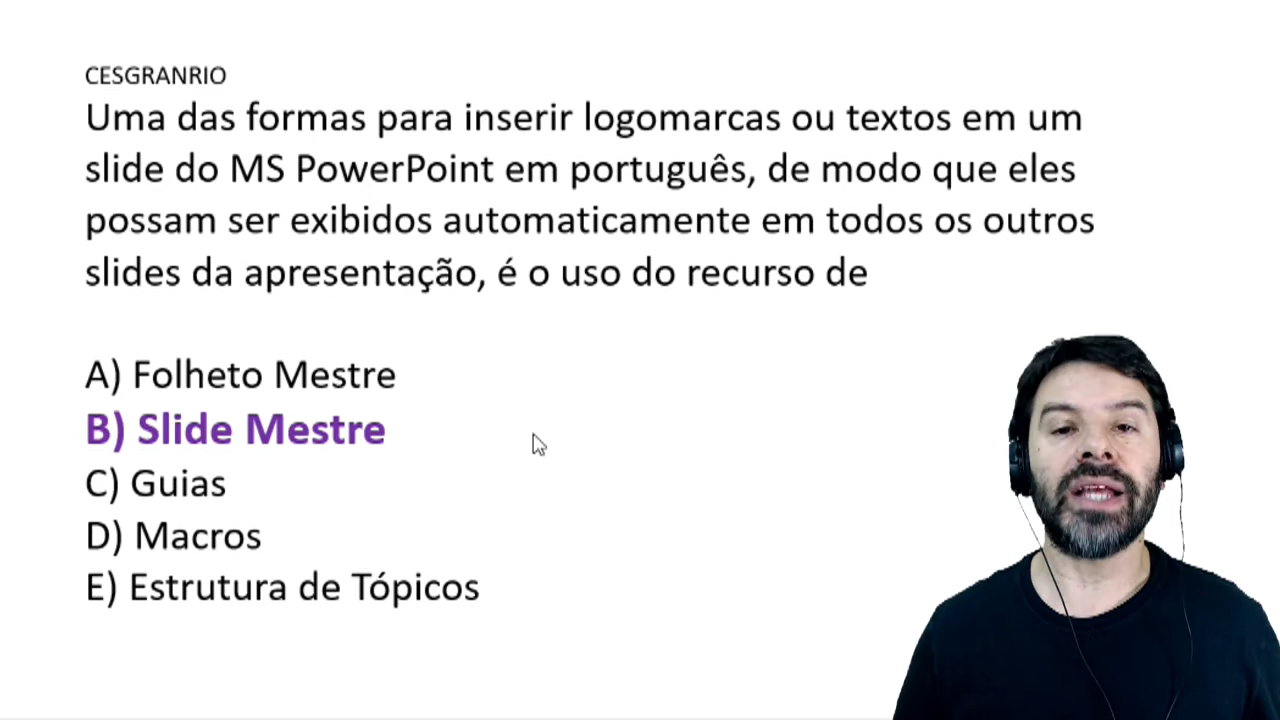 CESGRANRIO
Uma das formas para inserir logomarcas ou textos em um
slide do MS PowerPoint em português, de modo que eles
possam ser exibidos automaticamente em todos os outros
slides da apresentação, é o uso do recurso de
A) Folheto Mestre
B) Slide Mestre
C) Guias
D) Macros
E) Estrutura de Tópicos